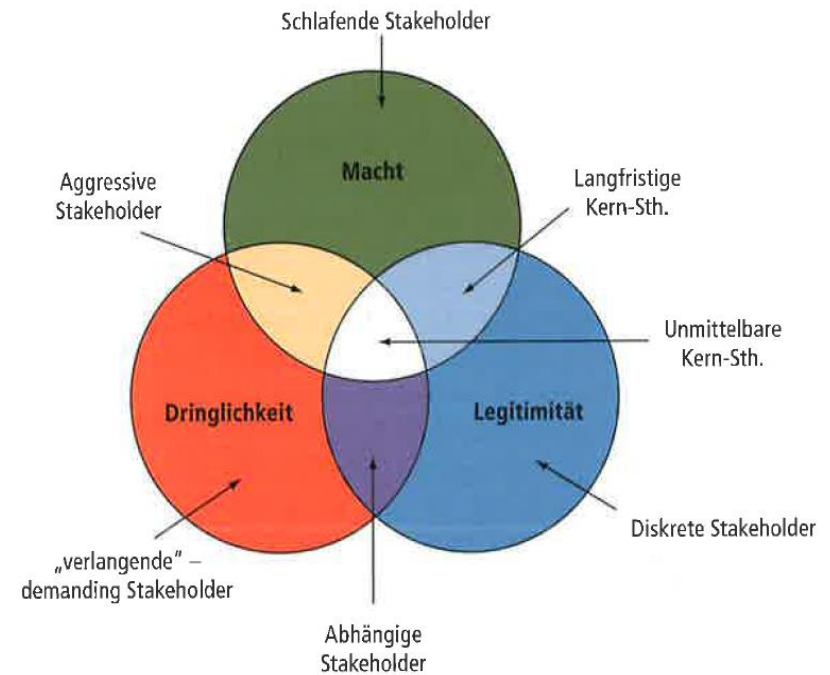 Schlafende Stakeholder
Macht
Aggressive
Stakeholder
Langfristige
Kern-Sth.
Unmittelbare
Kern-Sth.
Dringlichkeit
Legitimität
Diskrete Stakeholder
„verlangende“ –
demanding Stakeholder
Abhängige
Stakeholder